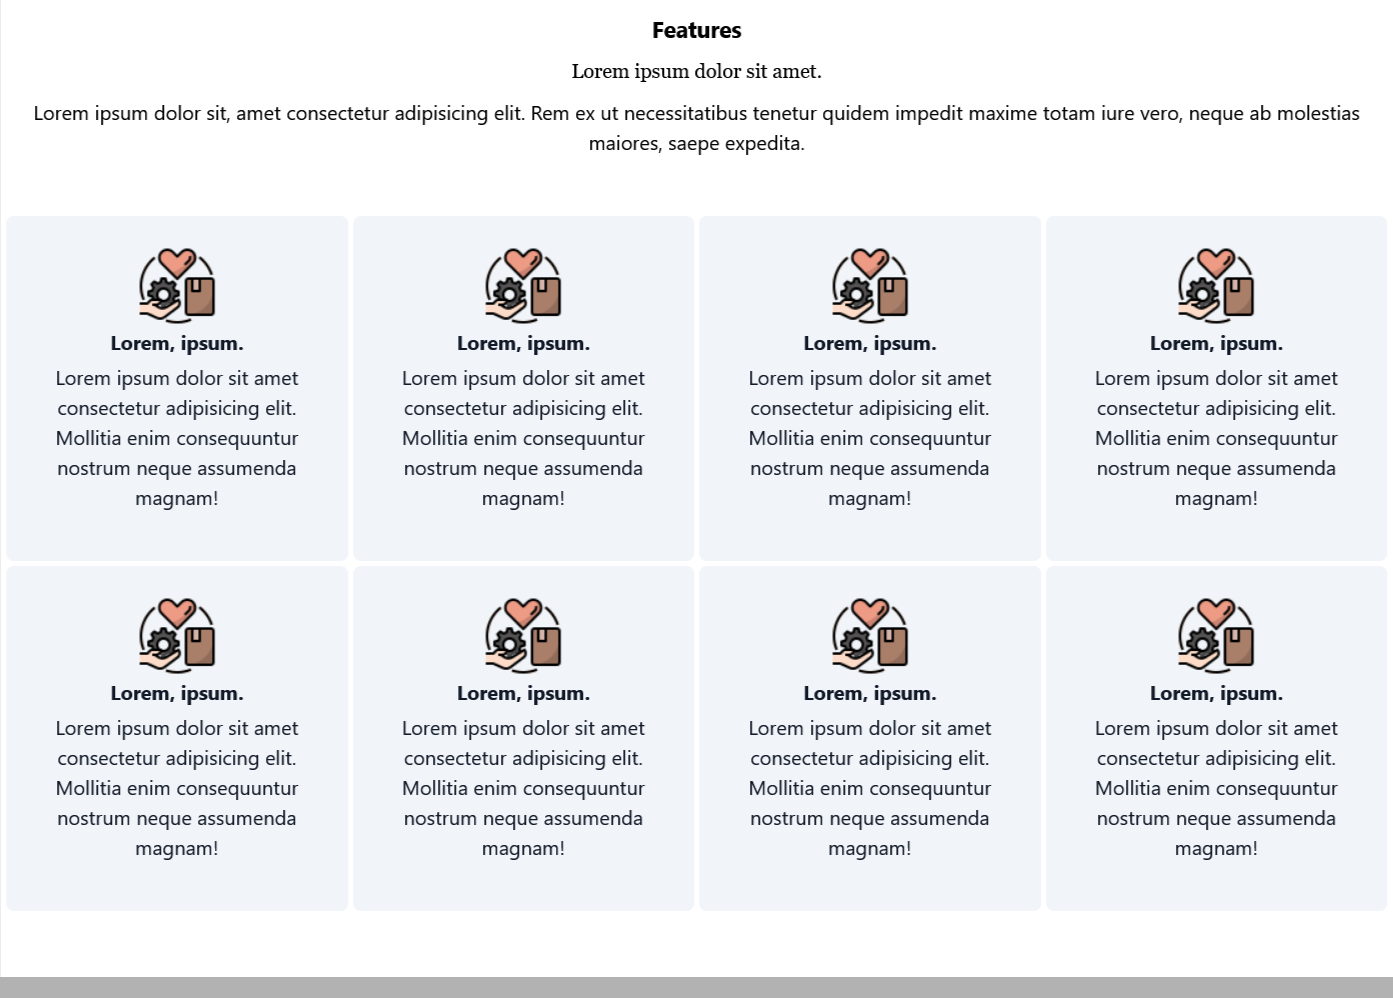 Features
Lorem ipsum dolor sit amet.
Lorem ipsum dolor sit, amet consectetur adipisicing elit. Rem ex ut necessitatibus tenetur quidem impedit maxime totam iure vero, neque ab molestias
maiores, saepe expedita.
Lorem, ipsum.
Lorem ipsum dolor sit amet
consectetur adipisicing elit.
Mollitia enim consequuntur
nostrum neque assumenda
magnam!
Lorem, ipsum.
Lorem ipsum dolor sit amet
consectetur adipisicing elit.
Mollitia enim consequuntur
nostrum neque assumenda
magnam!
Lorem, ipsum.
Lorem ipsum dolor sit amet
consectetur adipisicing elit.
Mollitia enim consequuntur
nostrum neque assumenda
magnam!
Lorem, ipsum.
Lorem ipsum dolor sit amet
consectetur adipisicing elit.
Mollitia enim consequuntur
nostrum neque assumenda
magnam!
Lorem, ipsum.
Lorem ipsum dolor sit amet
consectetur adipisicing elit.
Mollitia enim consequuntur
nostrum neque assumenda
magnam!
Lorem, ipsum.
Lorem ipsum dolor sit amet
consectetur adipisicing elit.
Mollitia enim consequuntur
nostrum neque assumenda
magnam!
Lorem, ipsum.
Lorem ipsum dolor sit amet
consectetur adipisicing elit.
Mollitia enim consequuntur
nostrum neque assumenda
magnam!
Lorem, ipsum.
Lorem ipsum dolor sit amet
consectetur adipisicing elit.
Mollitia enim consequuntur
nostrum neque assumenda
magnam!